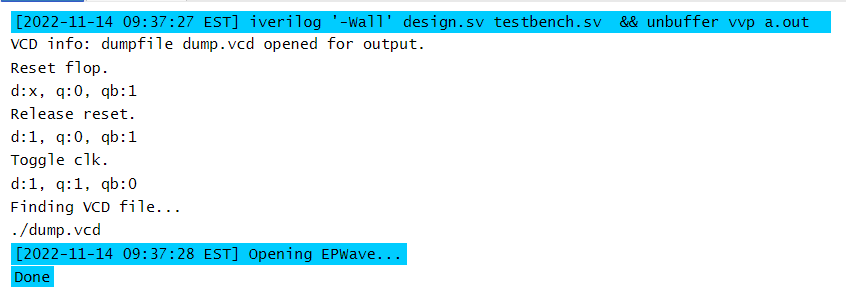 [2022-11-14 09:37:27 EST] iverilog '-Wall' design.sv testbench.sv  && unbuffer vvp a.out
VCD info: dumpfile dump.vcd opened for output.
Reset flop.
d:x, q:0, qb:1
Release reset.
d:1, q:0, qb:1
Toggle clk.
d:1, q:1, qb:0
Finding VCD file...
./dump.vcd
[2022-11-14 09:37:28 EST] Opening EPWave...
Done